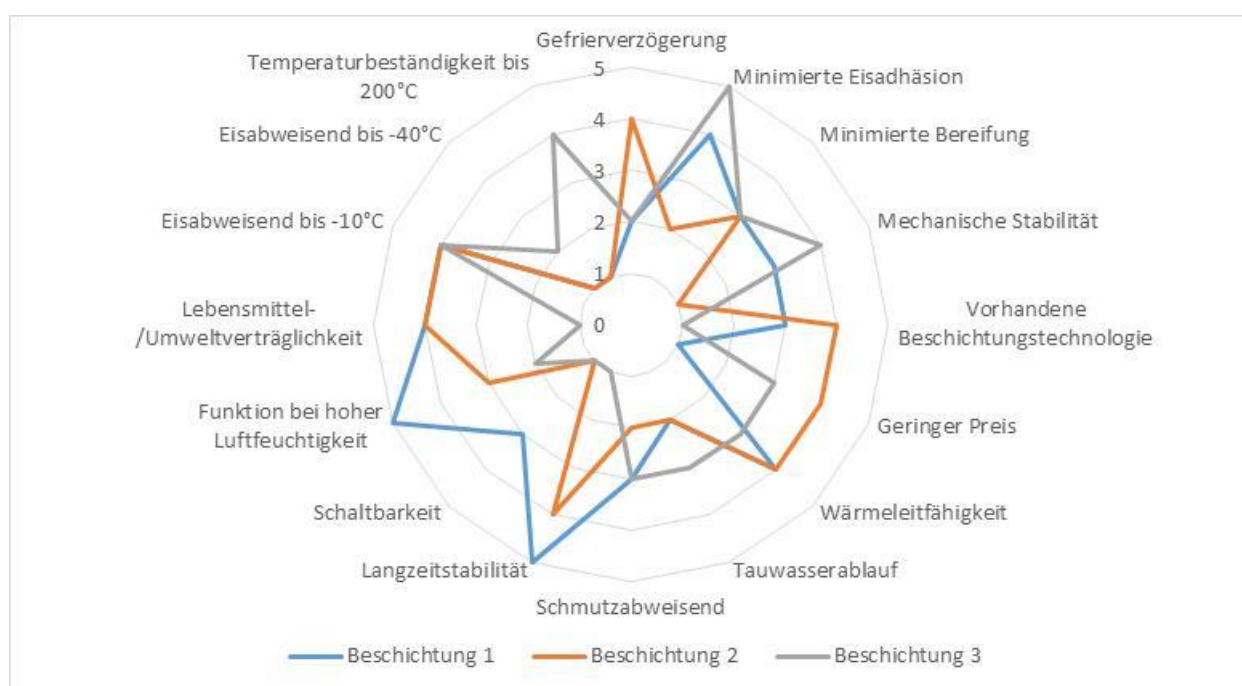 Gefrierverzögerung
Minimierte Eisadhäsion
Minimierte Bereifung
Mechanische Stabilität
Vorhandene
Beschichtungstechnologie
Geringer Preis
Wärmeleitfähigkeit
Tauwasserablauf
Schmutzabweisend
Langzeitstabilität
Schaltbarkeit
Funktion bei hoher
Luftfeuchtigkeit
Lebensmittel-
/Umweltverträglichkeit
Eisabweisend bis -10°C
Eisabweisend bis -40°C
Temperaturbeständigkeit bis
200°C
5
4
3
2
1
0
Beschichtung 1
Beschichtung 2
Beschichtung 3